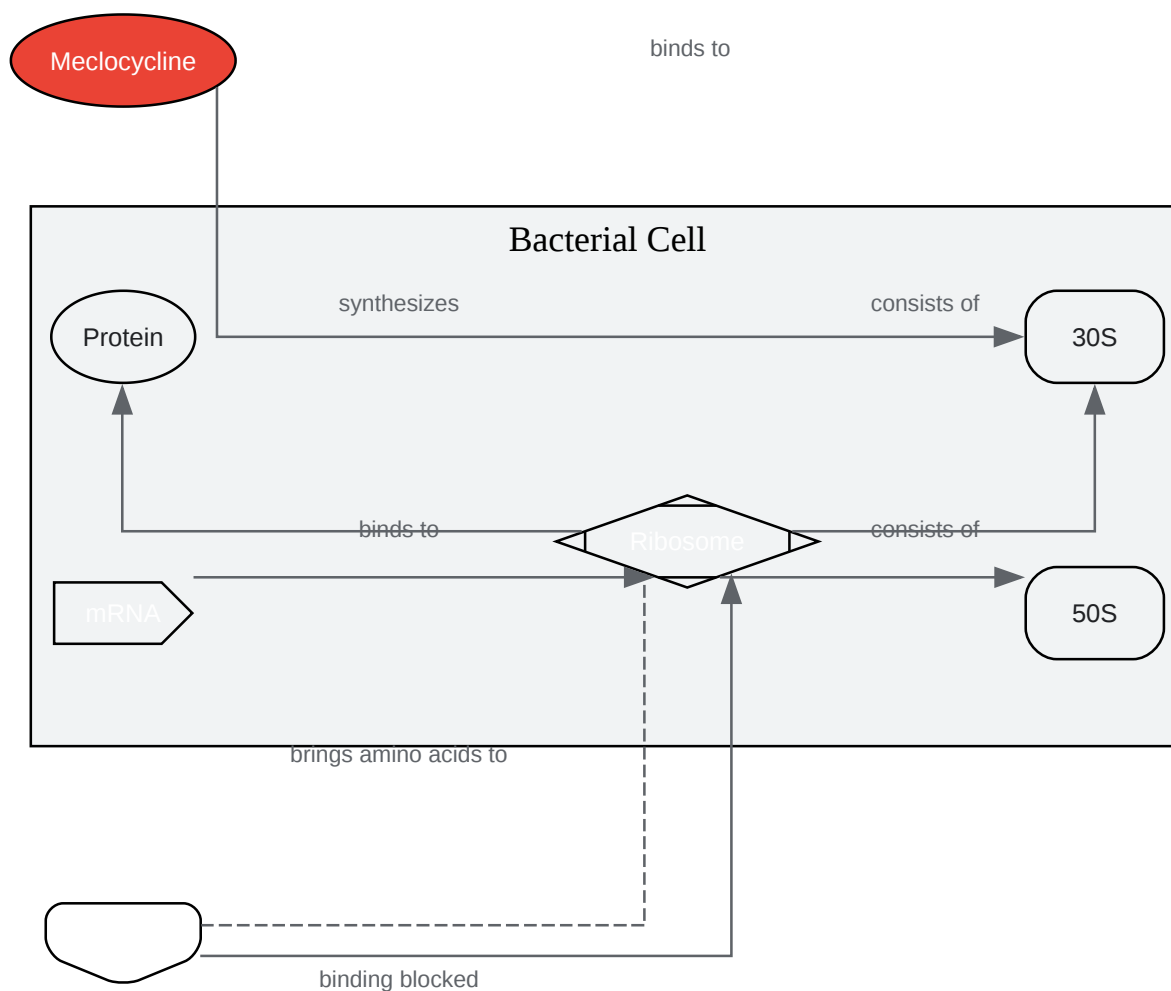 Meclocycline
binds to
Bacterial Cell
synthesizes
consists of
Protein
30S
binds to
Ribosome
consists of
mRNA
50S
brings amino acids to
binding blocked